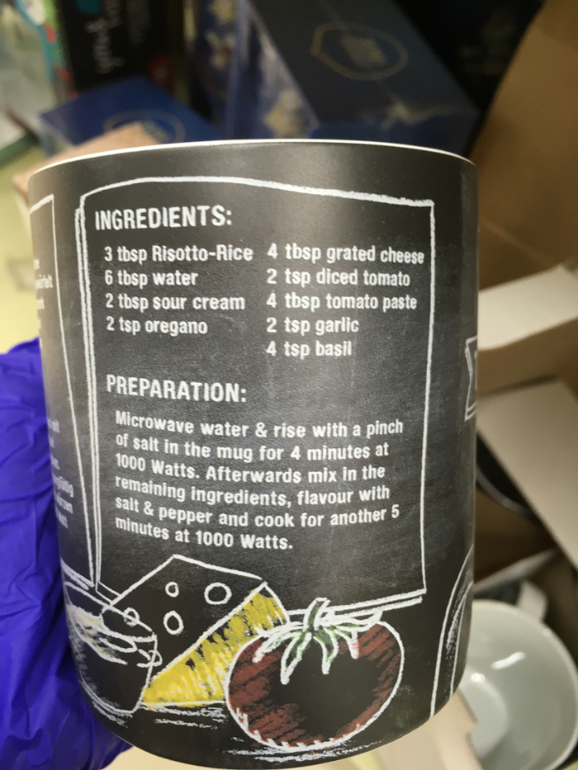 INGREDIENTS:
3 tbsp Risotto-Rice
6 tbsp water
2 tbsp sour cream
2 tsp oregano
4 tbsp grated cheese
2 tsp diced tomato
4 tbsp tomato paste
2 tsp garlic
4 tsp basil
PREPARATION:
Microwave water & rise with a pinch
of salt in the mug for 4 minutes at
1000 Watts. Afterwards mix in the
remaining ingredients, flavour with
salt & pepper and cook for another 5
minutes at 1000 Watts.